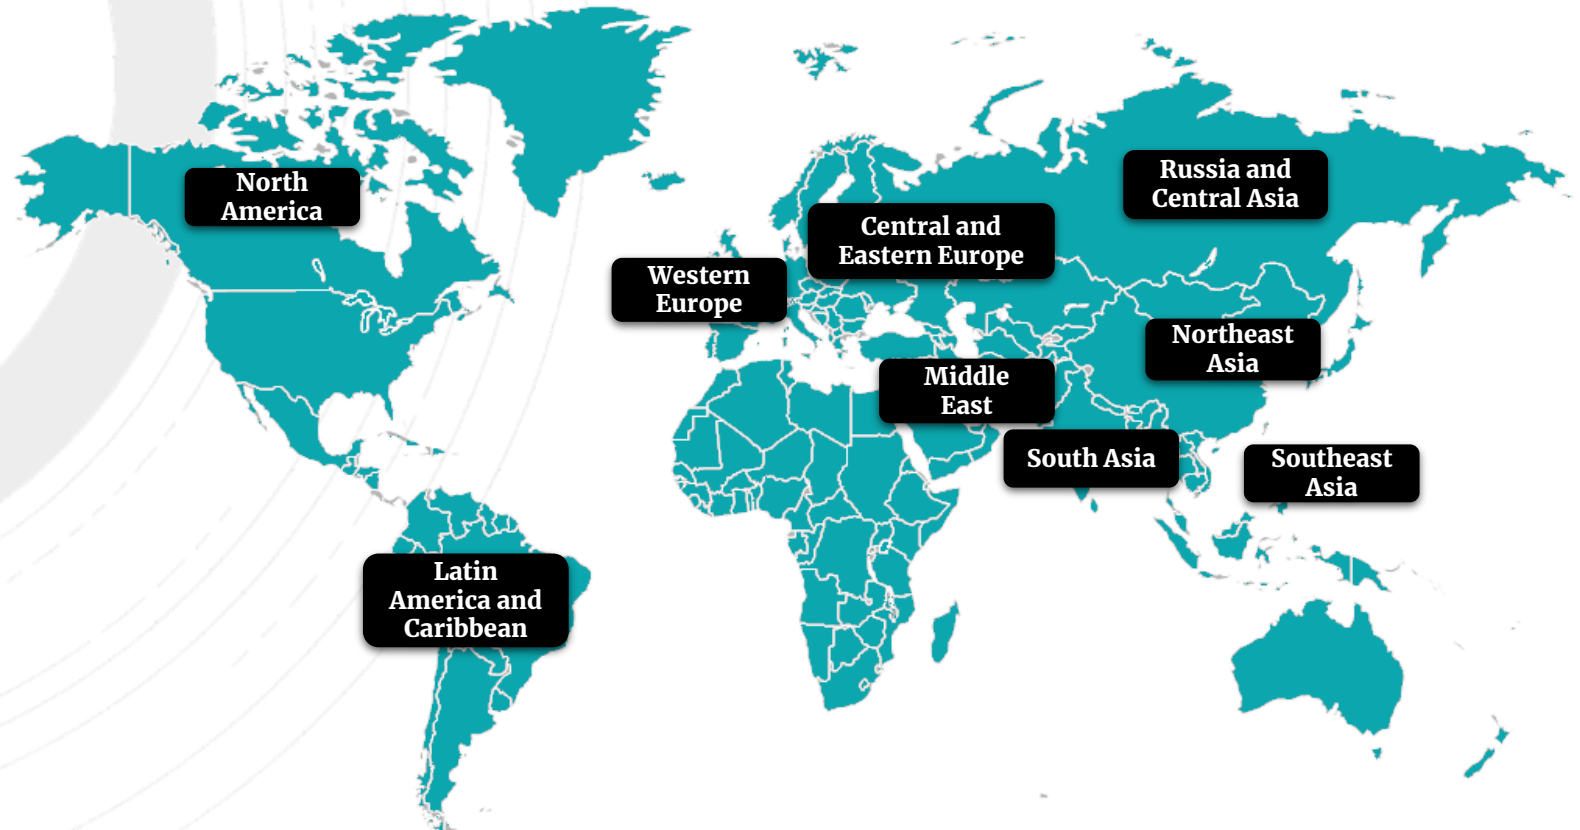 North
America
Russia and
Central Asia
Central and
Eastern Europe
Western
Europe
Northeast
Asia
Middle
East
South Asia
Southeast
Asia
Latin
America and
Caribbean